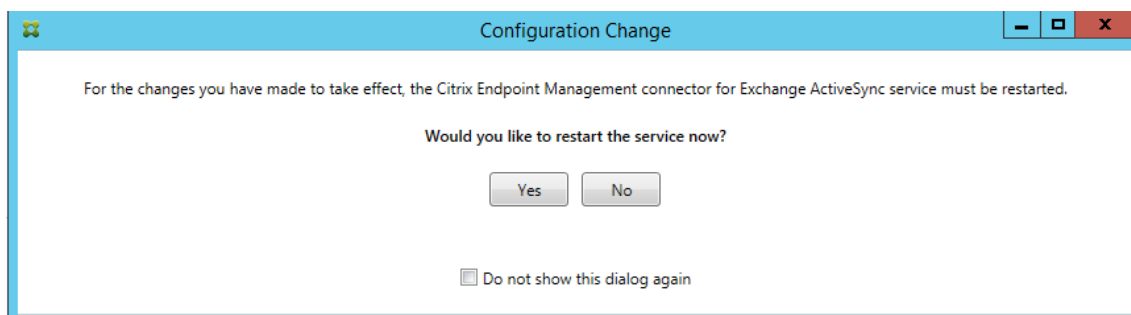 Configuration Change
For the changes you have made to take effect, the Citrix Endpoint Management connector for Exchange ActiveSync service must be restarted.
Would you like to restart the service now?
Yes No
Do not show this dialog again